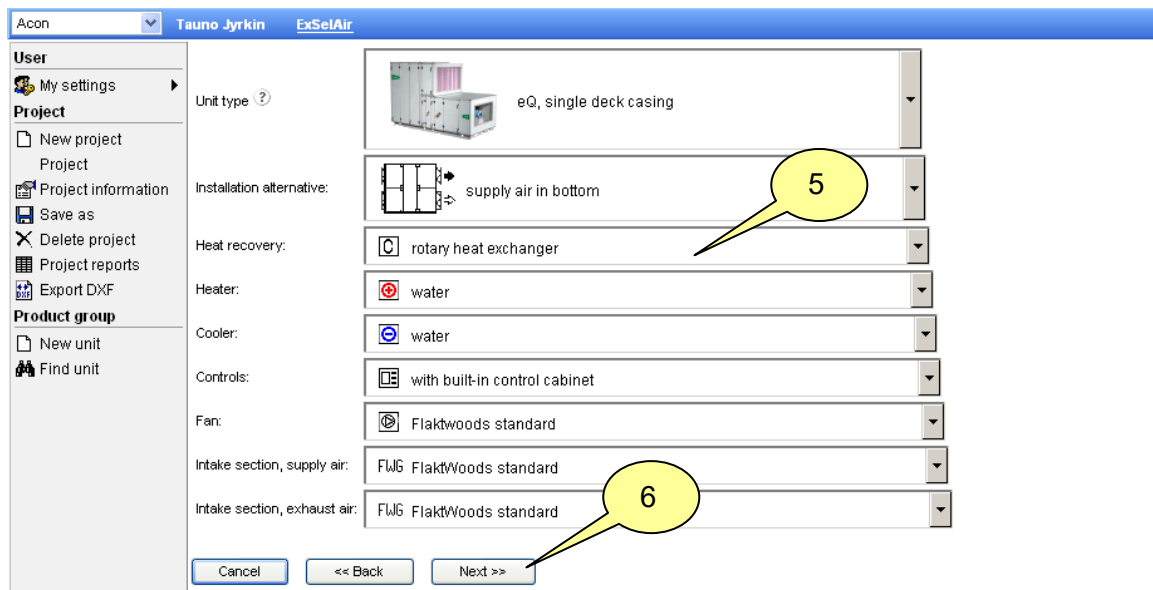 Acon Tauno Jyrkin ExSelAir
User
My settings
Project
New project
Project
Project information
Save as
Delete project
Project reports
DXF Export DXF
Product group
New unit
Find unit
Unit type ? eQ, single deck casing
Installation alternative: supply air in bottom
5
Heat recovery: C rotary heat exchanger
Heater: water
Cooler: water
Controls: with built-in control cabinet
Fan: Flaktwoods standard
Intake section, supply air: FWG FlaktWoods standard
6
Intake section, exhaust air: FWG FlaktWoods standard
Cancel << Back Next >>